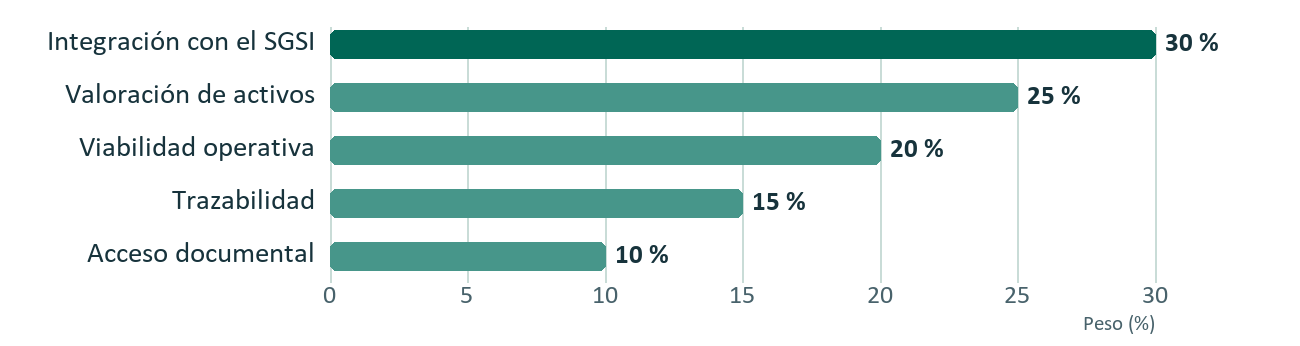 Integración con el SGSI 30 %
Valoración de activos 25 %
Viabilidad operativa 20 %
Trazabilidad 15 %
Acceso documental 10 %
0 5 10 15 20 25 30
Peso (%)